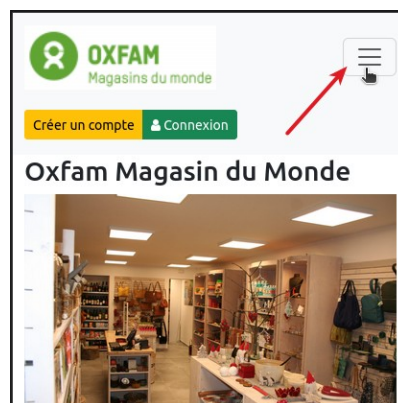 OXFAM
Magasins du monde
Créer un compte
Connexion
Oxfam Magasin du Monde